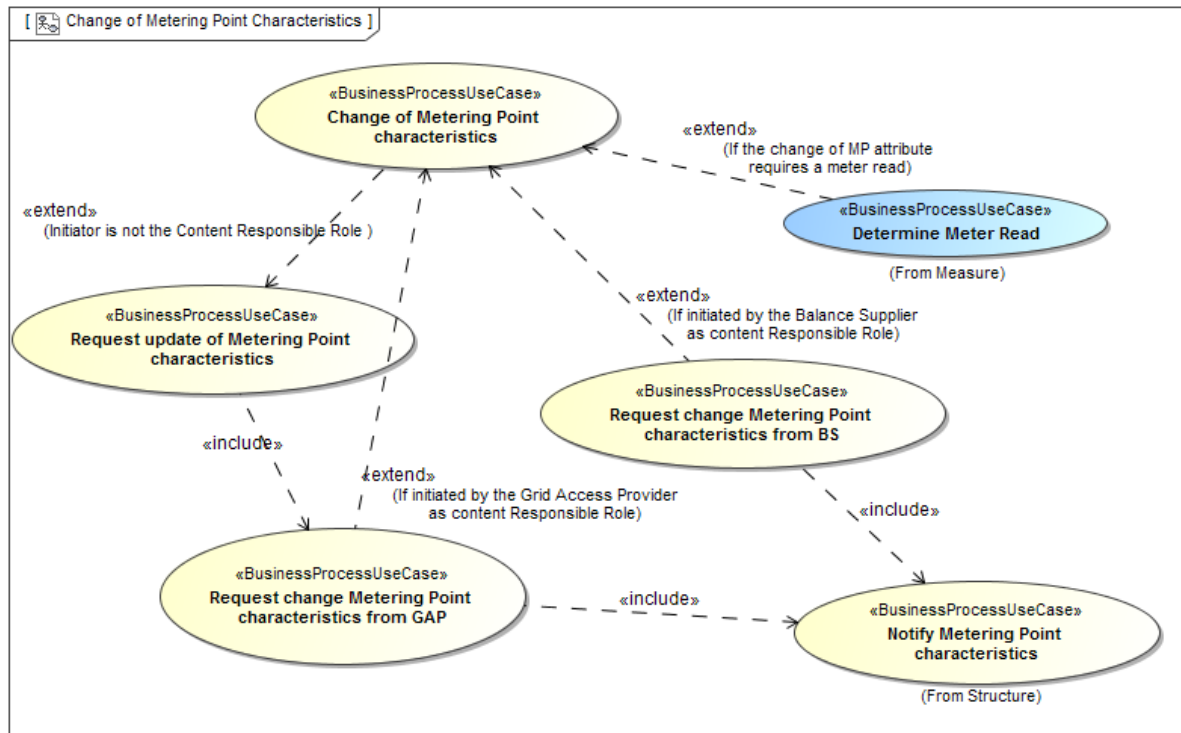 [ Change of Metering Point Characteristics ]
«BusinessProcessUseCase»
Change of Metering Point
characteristics
«extend»
(If the change of MP attribute
requires a meter read)
«BusinessProcessUseCase»
Determine Meter Read
(From Measure)
«extend»
(Initiator is not the Content Responsible Role )
«BusinessProcessUseCase»
Request update of Metering Point
characteristics
«extend»
(If initiated by the Balance Supplier
as content Responsible Role)
«BusinessProcessUseCase»
Request change Metering Point
characteristics from BS
«include»
«extend»
(If initiated by the Grid Access Provider
as content Responsible Role)
«include»
«BusinessProcessUseCase»
Request change Metering Point
characteristics from GAP
«include»
«BusinessProcessUseCase»
Notify Metering Point
characteristics
(From Structure)